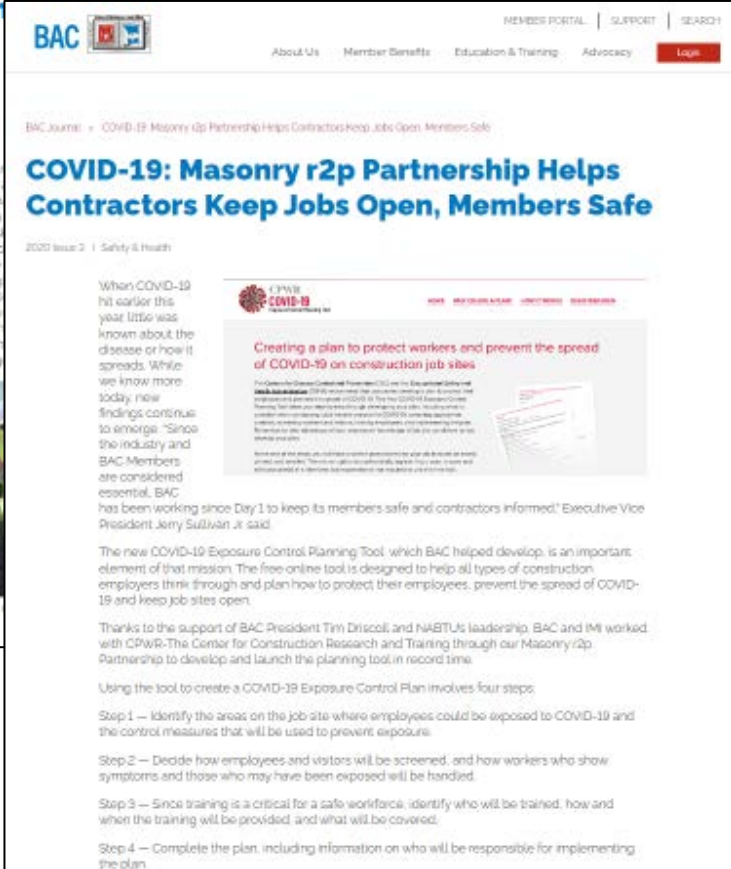 MEMBER PORTAL | SUPPORT | SEARCH
BAC
About Us Member Benefits Education & Training Advocacy Login
BAC Journal » COVID-19: Masonry r2p Partnership Helps Contractors Keep Jobs Open, Members Safe
COVID-19: Masonry r2p Partnership Helps
Contractors Keep Jobs Open, Members Safe
2020 Issue | Safety & Health
When COVID-19
hit earlier this
year, little was
known about the
disease or how it
spreads. While
we know more
today, new
findings continue
to emerge. "Since
the industry and
BAC Members
are considered
essential, BAC
CPWR
COVID-19
HOME
Creating a plan to protect workers and prevent the spread
of COVID-19 on construction job sites
has been working since Day 1 to keep its members safe and contractors informed," Executive Vice
President Jerry Sullivan Jr. said.
The new COVID-19 Exposure Control Planning Tool, which BAC helped develop, is an important
element of that mission. The free online tool is designed to help all types of construction
employers think through and plan how to protect their employees, prevent the spread of COVID-
19 and keep job sites open.
Thanks to the support of BAC President Tim Driscoll and NABTU's leadership, BAC and IMI worked
with CPWR-The Center for Construction Research and Training through our Masonry r2p
Partnership to develop and launch the planning tool in record time.
Using the tool to create a COVID-19 Exposure Control Plan involves four steps:
Step 1 — Identify the areas on the job site where employees could be exposed to COVID-19 and
the control measures that will be used to prevent exposure.
Step 2 — Decide how employees and visitors will be screened, and how workers who show
symptoms and those who may have been exposed will be handled.
Step 3 — Since training is a critical for a safe workforce, identify who will be trained, how and
when the training will be provided, and what will be covered.
Step 4 — Complete the plan, including information on who will be responsible for implementing
the plan.